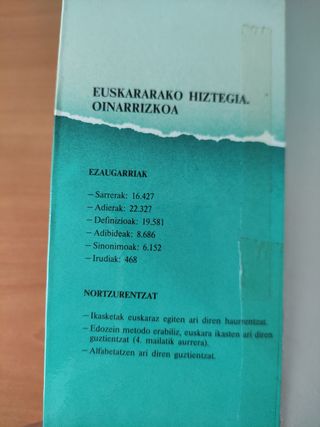 EUSKARARAKO HIZTEGIA.
OINARRIZKOA
EZAUGARRIAK
– Sarrerak: 16.427
– Adierak: 22.327
– Definizioak: 19.581
– Adibideak: 8.686
– Sinonimoak: 6.152
– Irudiak: 468
NORTZURENTZAT
– Ikasketak euskaraz egiten ari diren haurrentzat.
– Edozein metodo erabiliz, euskara ikasten ari diren
guztientzat (4. mailatik aurrera).
– Alfabetatzen ari diren guztientzat.